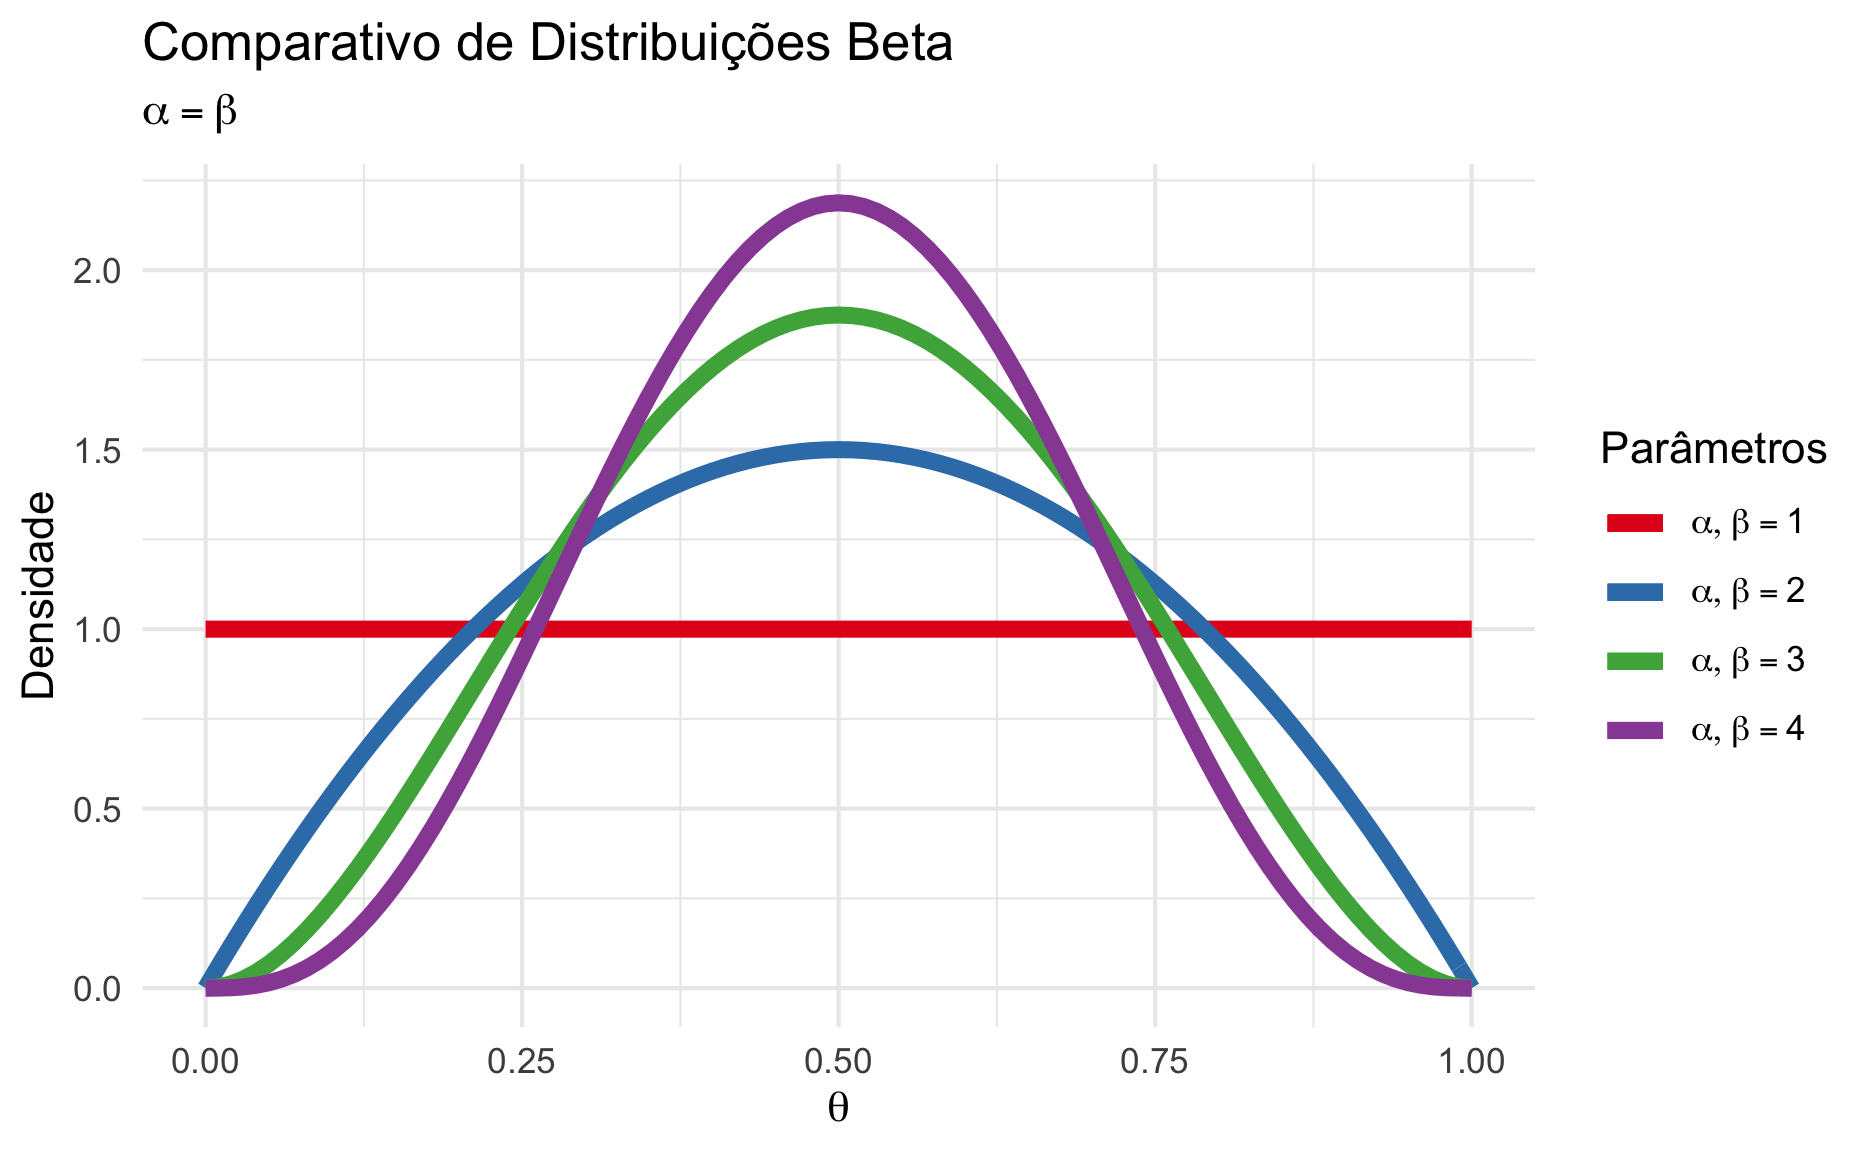 Comparativo de Distribuições Beta
α = β
Densidade
2.0
1.5
1.0
0.5
0.0
0.00 0.25 0.50 0.75 1.00
θ
Parâmetros
α, β = 1
α, β = 2
α, β = 3
α, β = 4